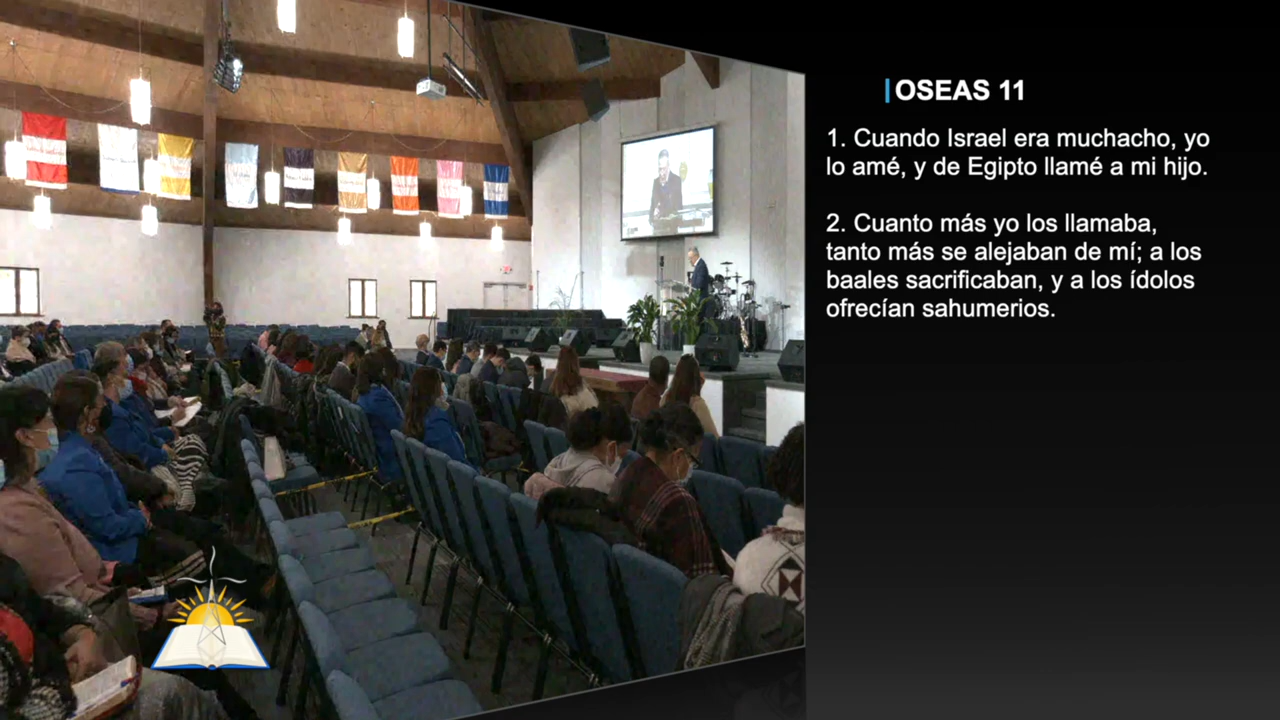 OSEAS 11
1. Cuando Israel era muchacho, yo
lo amé, y de Egipto llamé a mi hijo.
2. Cuanto más yo los llamaba,
tanto más se alejaban de mí; a los
baales sacrificaban, y a los ídolos
ofrecían sahumerios.